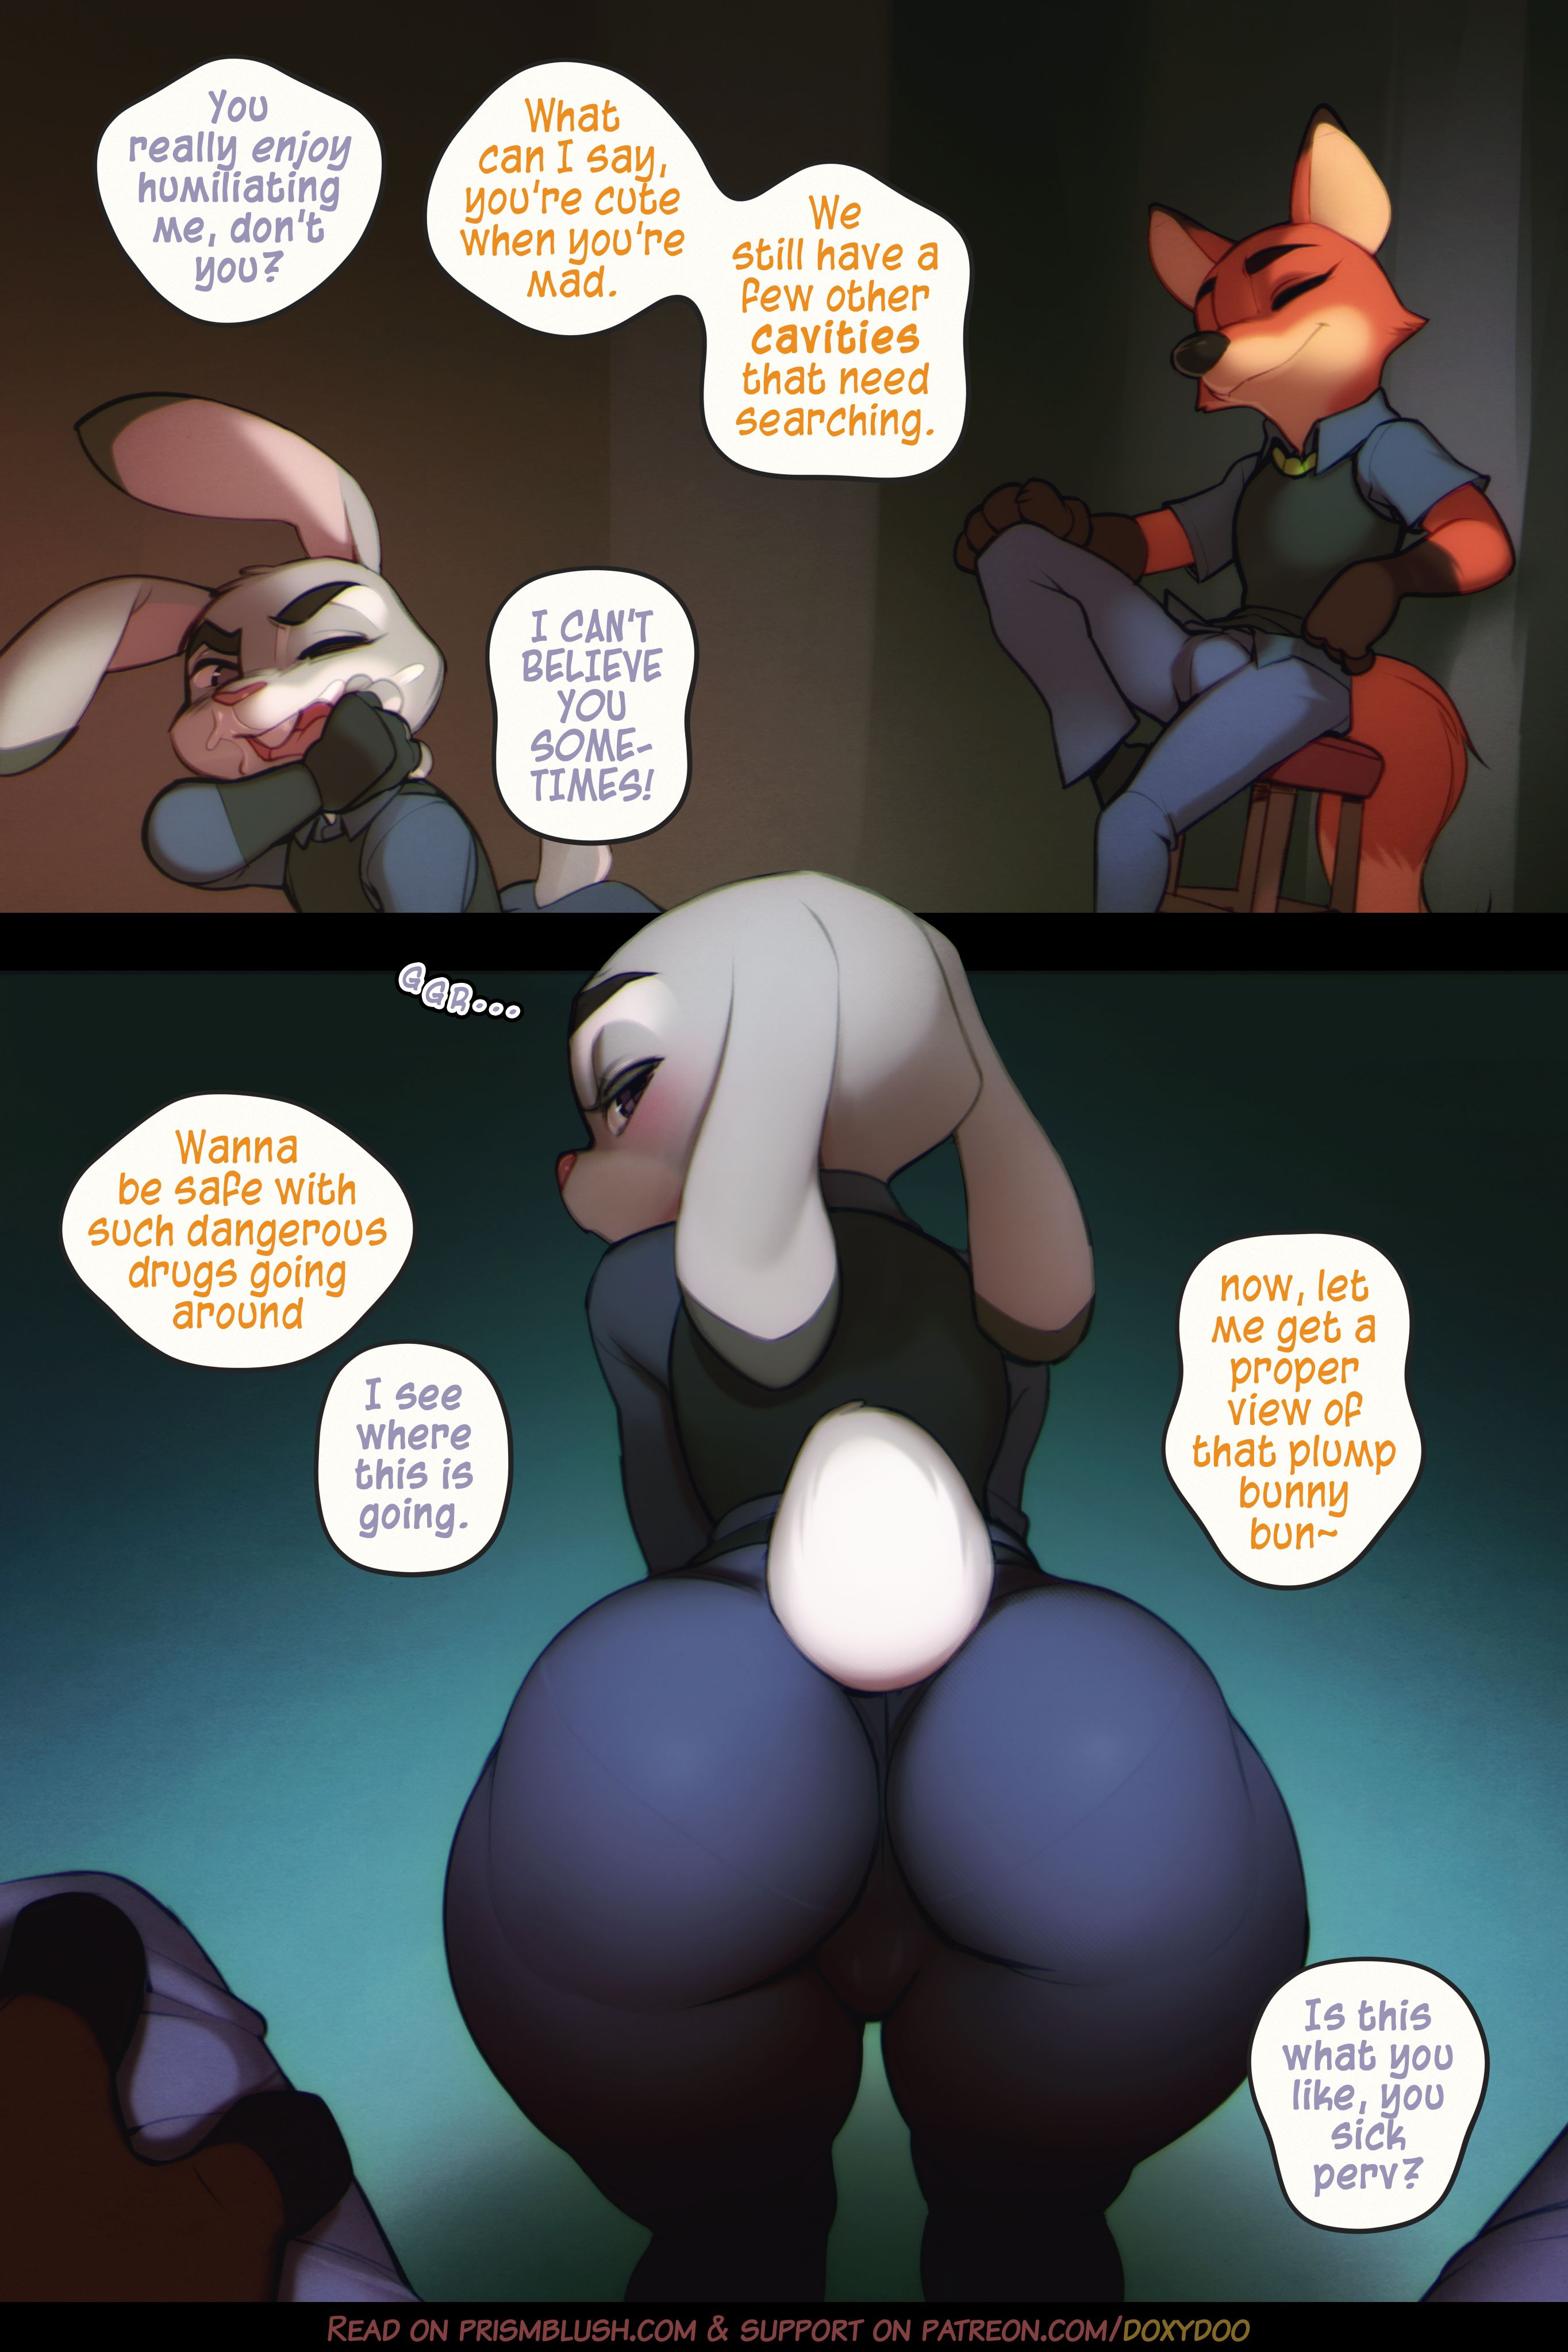 You
really enjoy
humiliating
me, don't
you?
What
can I say,
you're cute
when you're
mad.
We
still have a
few other
cavities
that need
searching.
I CAN'T
BELIEVE
YOU
SOME-
TIMES!
GGR...
Wanna
be safe with
such dangerous
drugs going
around
I see
where
this is
going.
now, let
me get a
proper
view of
that plump
bunny
bun~
Is this
what you
like, you
sick
perv?
READ ON PRISMBLUSH.COM & SUPPORT ON PATREON.COM/DOXYDOO